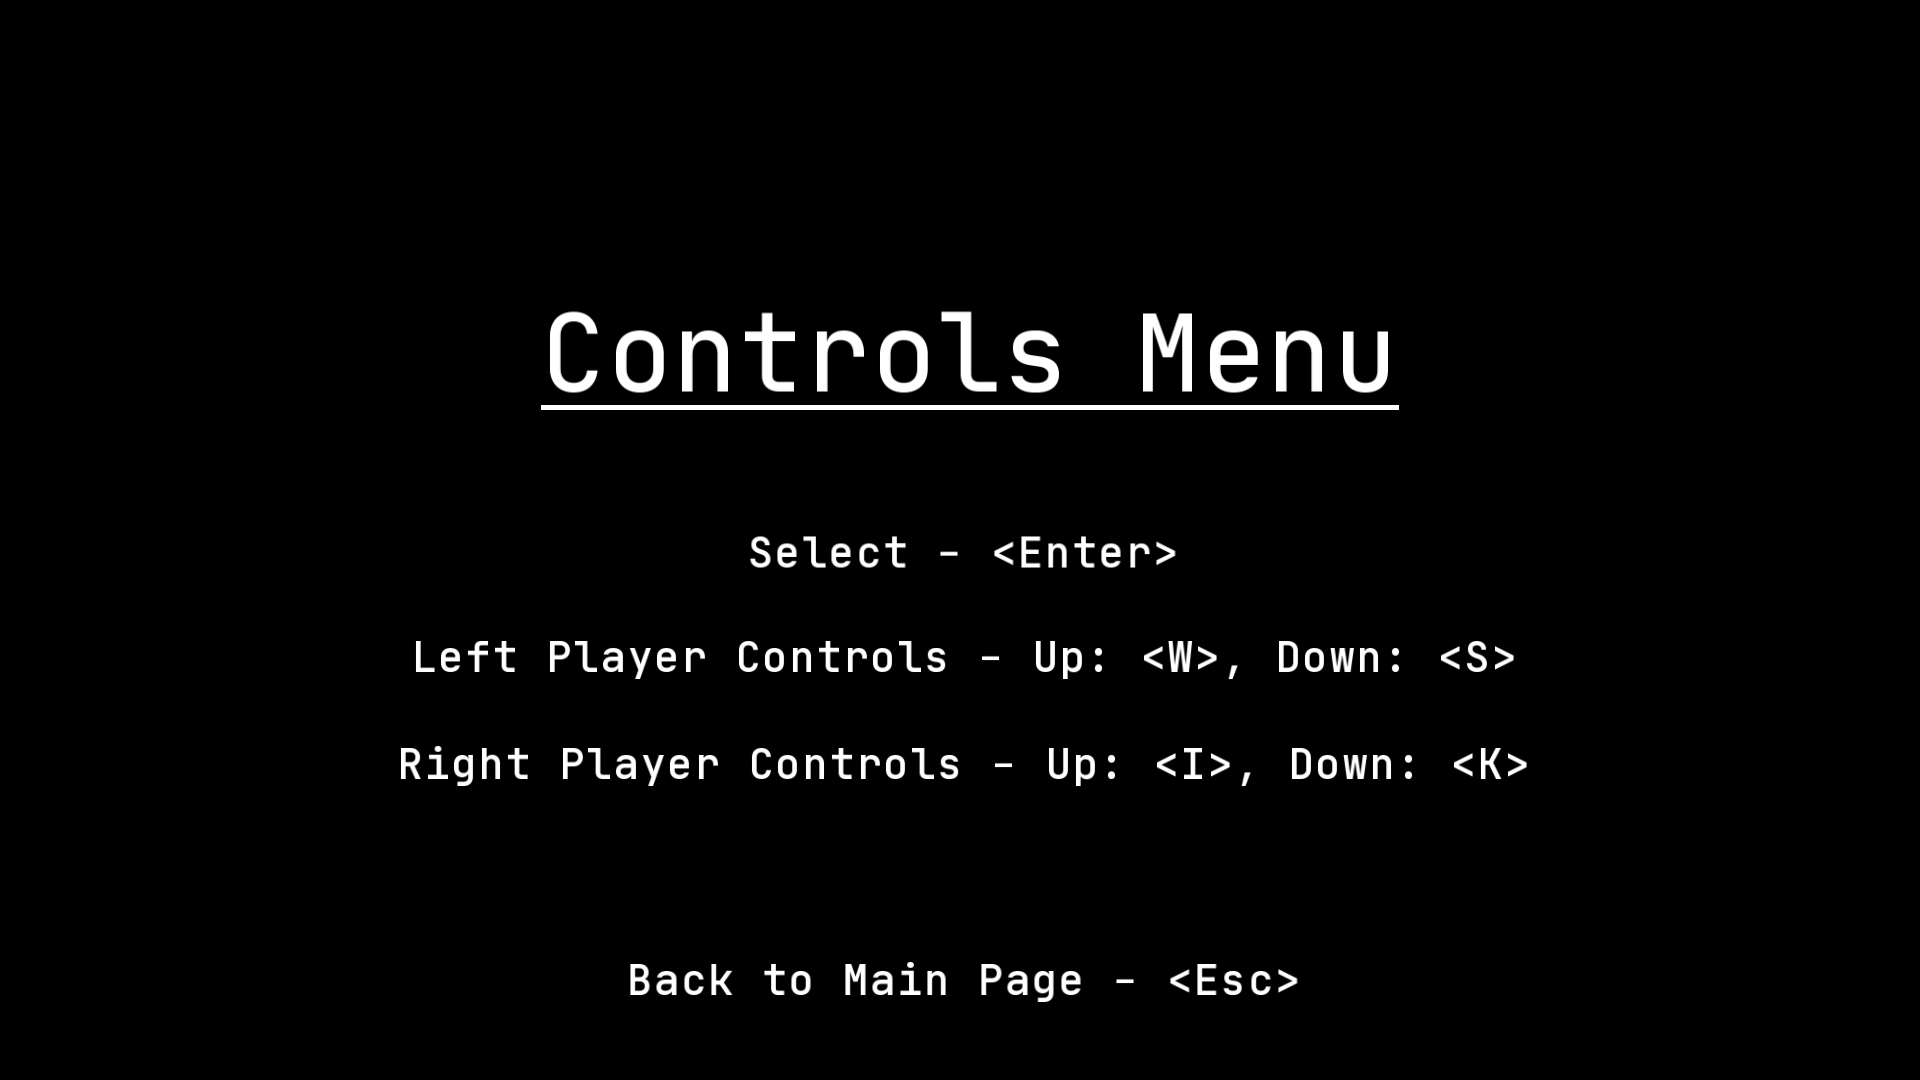 Controls Menu
Select - <Enter>
Left Player Controls - Up: <W>, Down: <S>
Right Player Controls - Up: <I>, Down: <K>
Back to Main Page - <Esc>